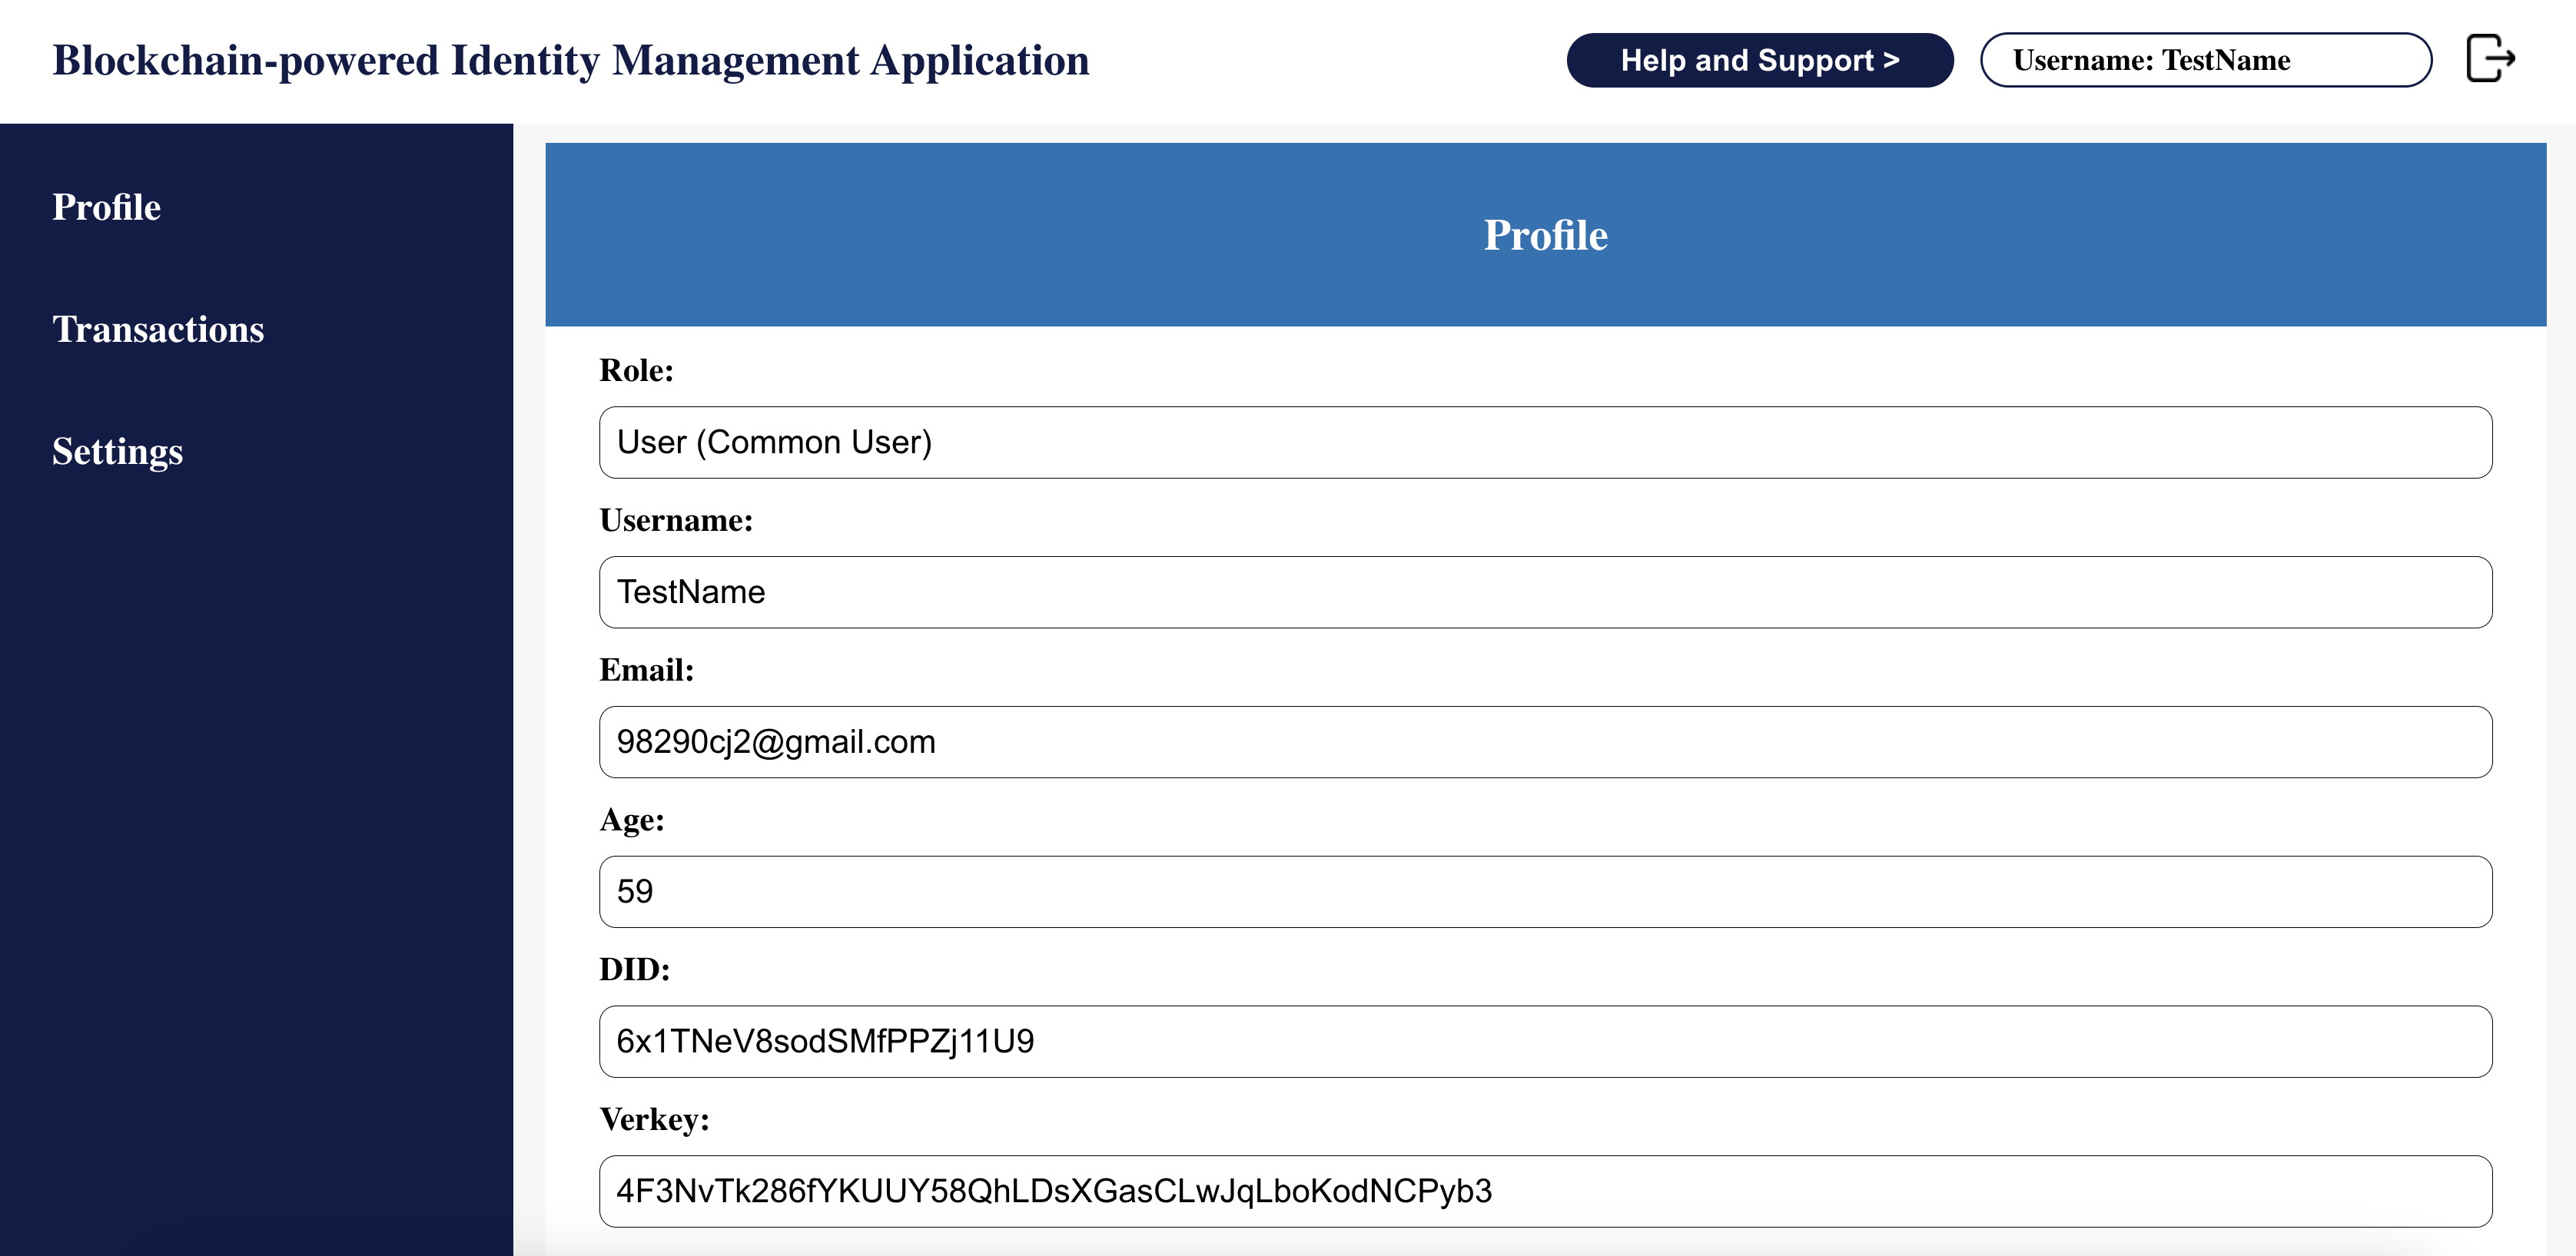 Blockchain-powered Identity Management Application
Help and Support >
Username: TestName
Profile
Transactions
Settings
Profile
Role:
User (Common User)
Username:
TestName
Email:
98290cj2@gmail.com
Age:
59
DID:
6x1TNeV8sodSMfPPZj11U9
Verkey:
4F3NvTk286fYKUUY58QhLDsXGasCLwJqLboKodNCPyb3